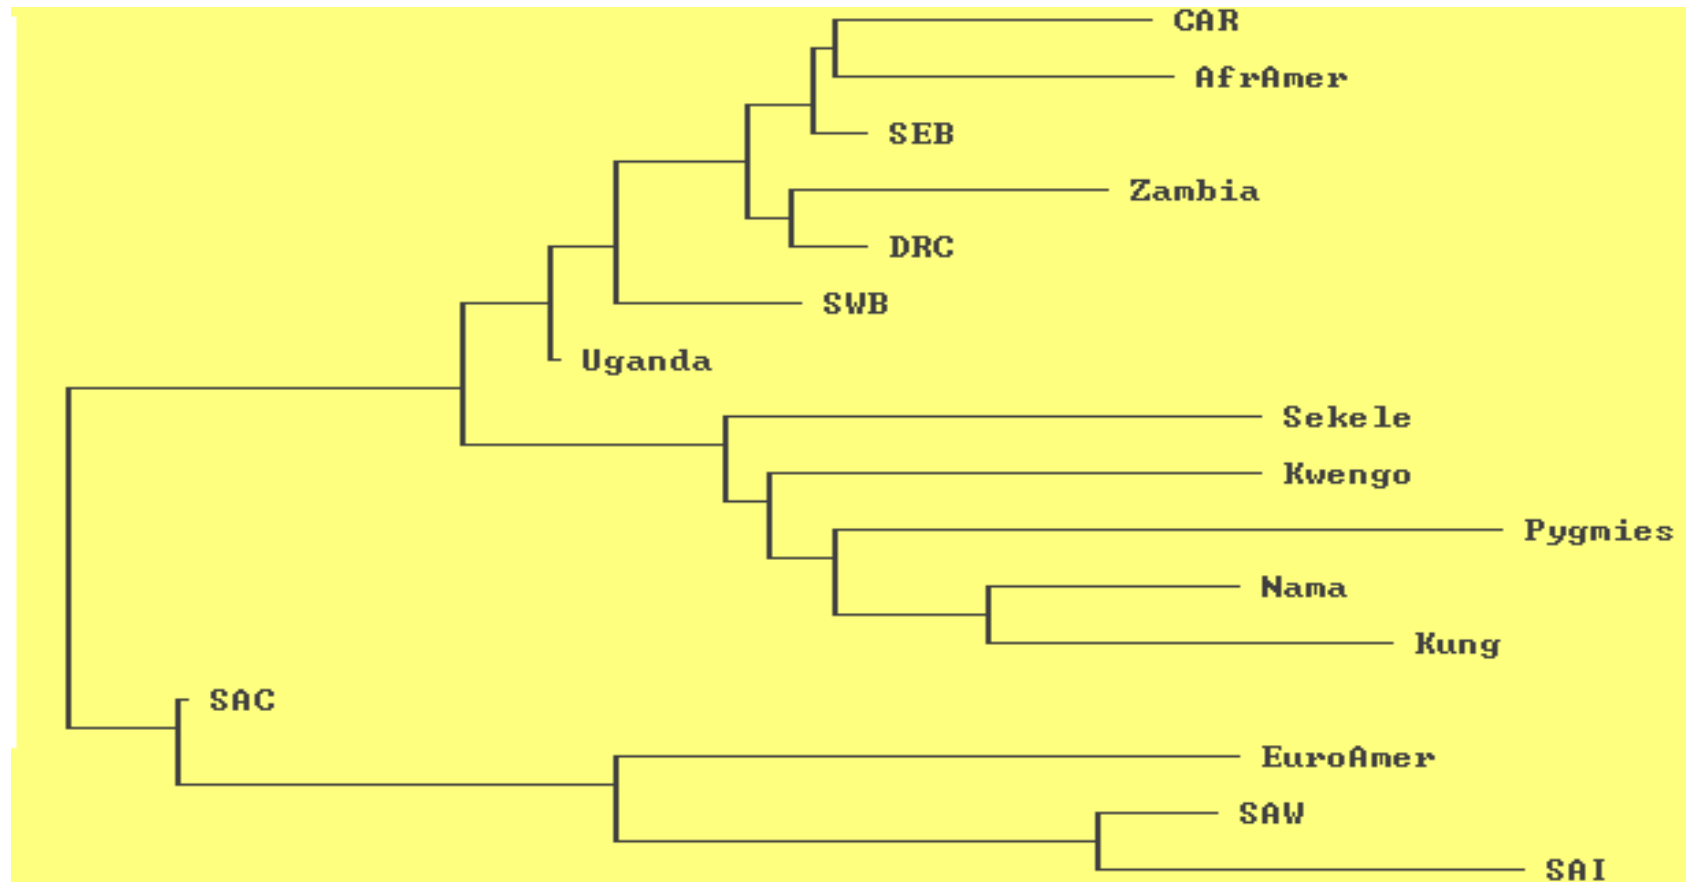 CAR
AfrAmer
SEB
Zambia
DRC
SWB
Uganda
Sekele
Kwengo
Pygmies
Nama
Kung
SAC
EuroAmer
SAW
SAI